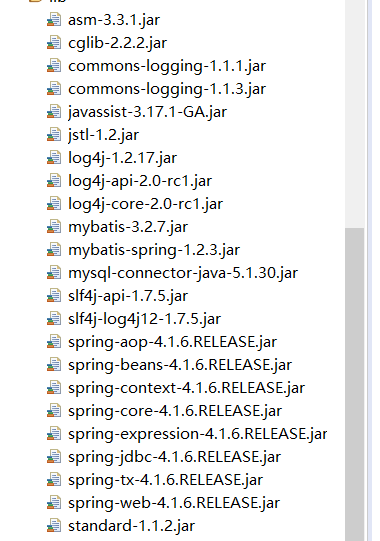 lib
asm-3.3.1.jar
cglib-2.2.2.jar
commons-logging-1.1.1.jar
commons-logging-1.1.3.jar
javassist-3.17.1-GA.jar
jstl-1.2.jar
log4j-1.2.17.jar
log4j-api-2.0-rc1.jar
log4j-core-2.0-rc1.jar
mybatis-3.2.7.jar
mybatis-spring-1.2.3.jar
mysql-connector-java-5.1.30.jar
slf4j-api-1.7.5.jar
slf4j-log4j12-1.7.5.jar
spring-aop-4.1.6.RELEASE.jar
spring-beans-4.1.6.RELEASE.jar
spring-context-4.1.6.RELEASE.jar
spring-core-4.1.6.RELEASE.jar
spring-expression-4.1.6.RELEASE.jar
spring-jdbc-4.1.6.RELEASE.jar
spring-tx-4.1.6.RELEASE.jar
spring-web-4.1.6.RELEASE.jar
standard-1.1.2.jar